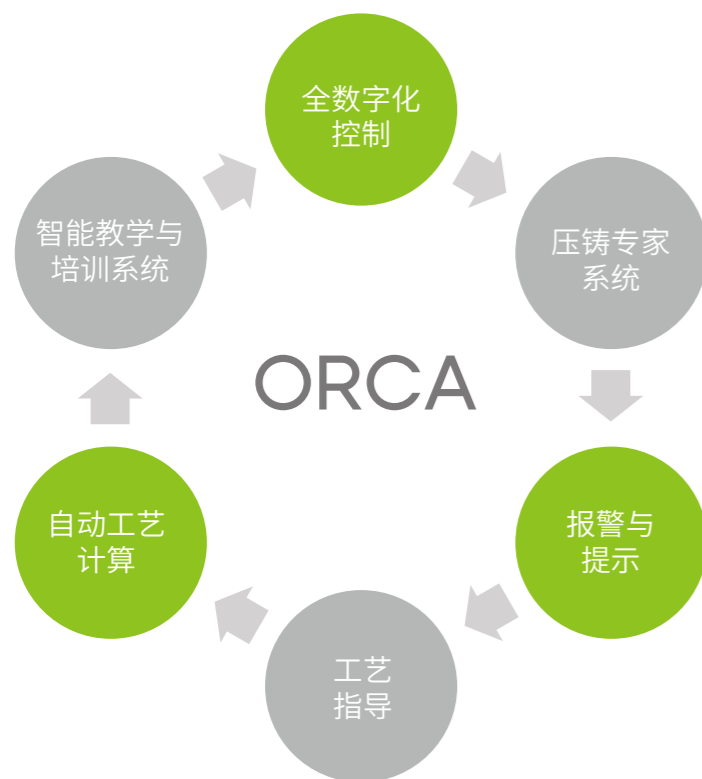 全数字化
控制
压铸专家
系统
报警与
提示
工艺
指导
自动工艺
计算
智能教学与
培训系统
ORCA